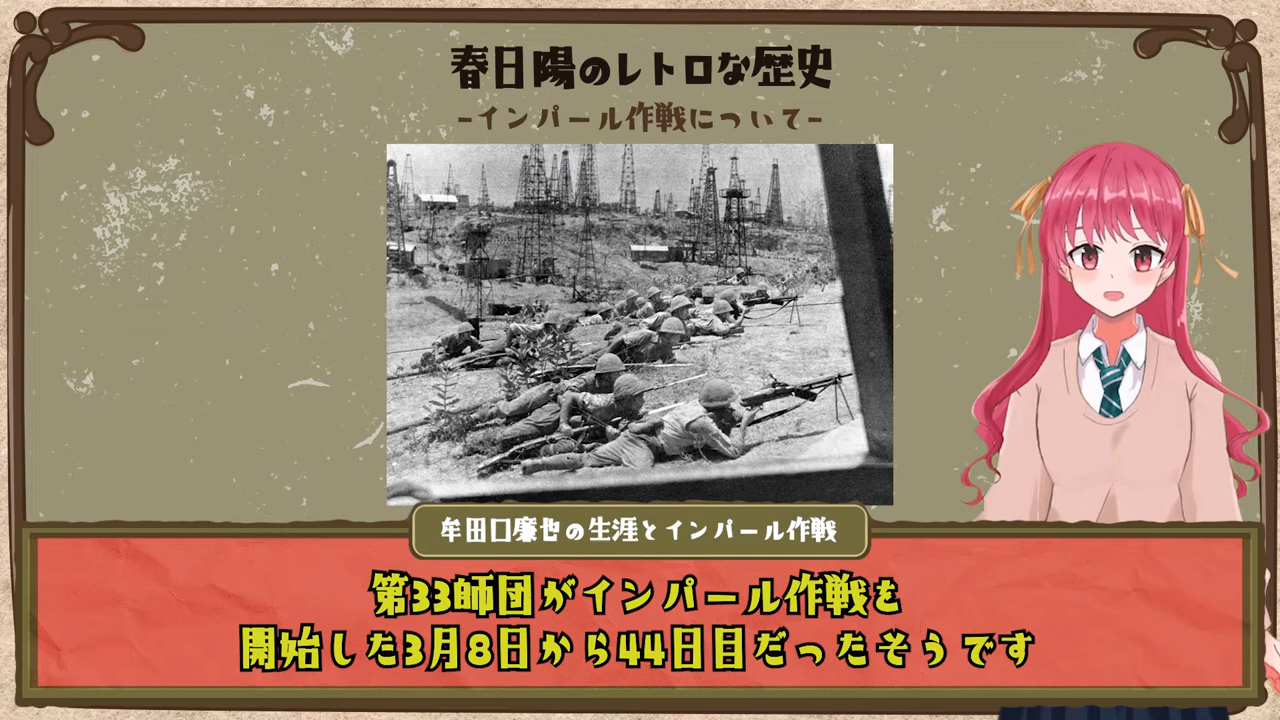 春日陽のレトロな歴史
-インパール作戦について-
牟田口廉也の生涯とインパール作戦
第33師団がインパール作戦を
開始した3月8日から44日目だったそうです